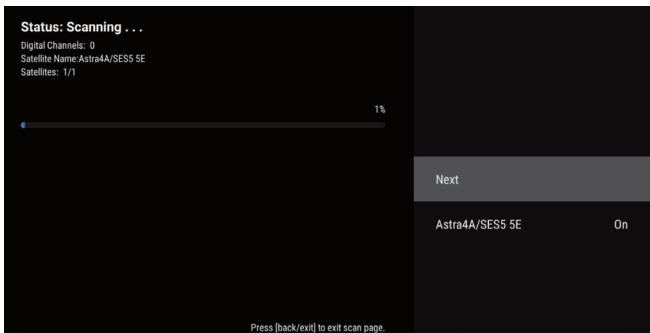 Status: Scanning . . .
Digital Channels: 0
Satellite Name:Astra4A/SES5 5E
Satellites: 1/1
1%
Next
Astra4A/SES5 5E On
Press [back/exit] to exit scan page.